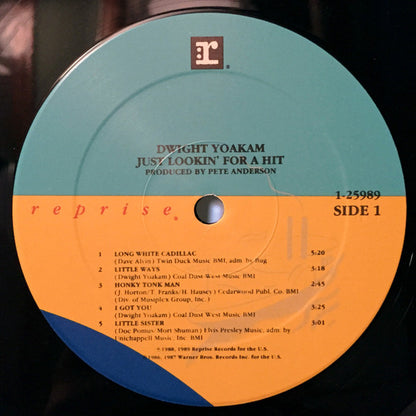 r
DWIGHT YOAKAM
JUST LOOKIN' FOR A HIT
PRODUCED BY PETE ANDERSON
1-25989
reprise SIDE 1
1 LONG WHITE CADILLAC 5:20
(Dave Alvin) Twin Duck Music BMI, adm. by Bug
2 LITTLE WAYS 3:18
(Dwight Yoakam) Coal Dust West Music BMI
3 HONKY TONK MAN 2:45
(J. Horton/T. Franks/H. Hausey) Cedarwood Publ. Co. BMI
(Div. of Musiplex Group, Inc.)
4 I GOT YOU 3:25
(Dwight Yoakam) Coal Dust West Music BMI
5 LITTLE SISTER 3:01
(Doc Pomus/Mort Shuman) Elvis Presley Music, adm. by
Unichappell Music, Inc. BMI
℗ 1988, 1989 Reprise Records for the U.S.
℗ 1986, 1987 Warner Bros. Records Inc. for the U.S.